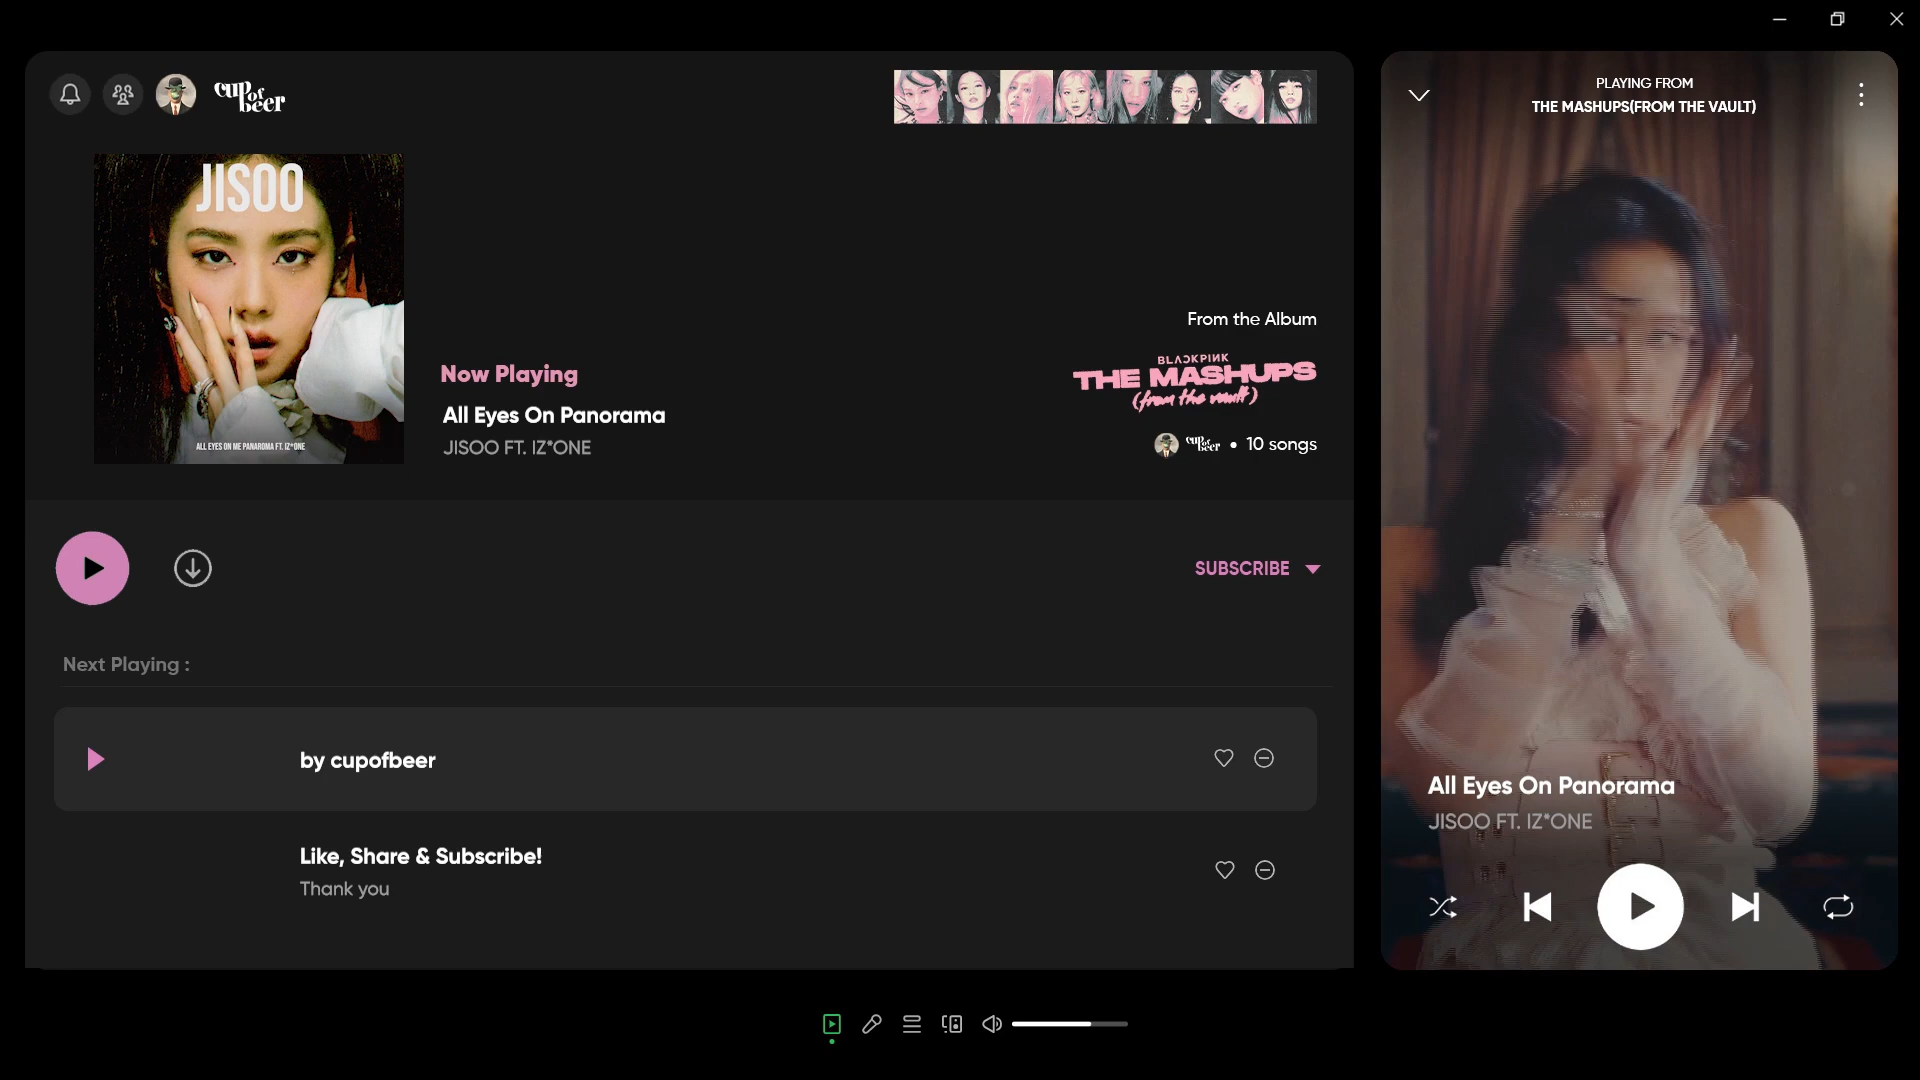 cup of beer
JISOO
ALL EYES ON ME PANAROMA FT. IZ*ONE
Now Playing
All Eyes On Panorama
JISOO FT. IZ*ONE
From the Album
BLACKPINK
THE MASHUPS
(from the vault)
cup of beer • 10 songs
SUBSCRIBE
Next Playing :
by cupofbeer
Like, Share & Subscribe!
Thank you
PLAYING FROM
THE MASHUPS(FROM THE VAULT)
All Eyes On Panorama
JISOO FT. IZ*ONE